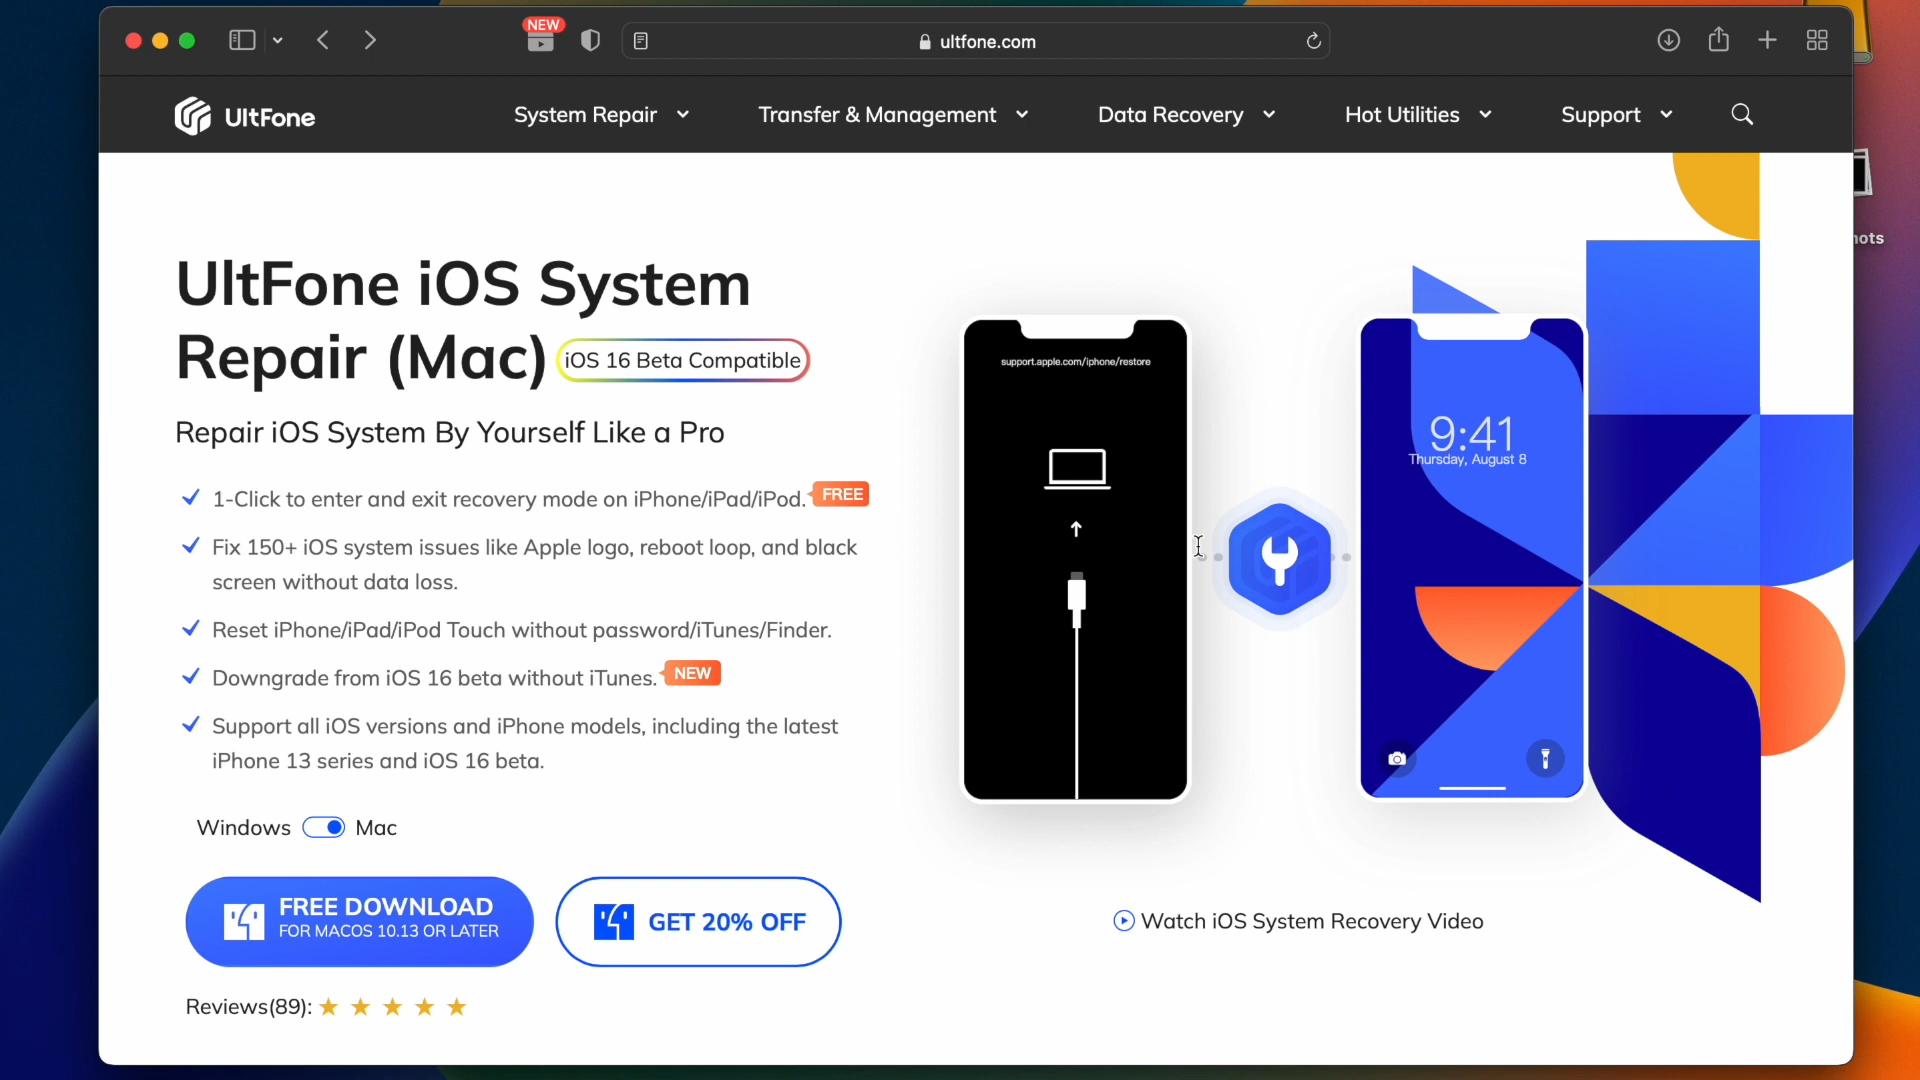 NEW
ultfone.com
UltFone
System Repair
Transfer & Management
Data Recovery
Hot Utilities
Support
UltFone iOS System
Repair (Mac)
iOS 16 Beta Compatible
Repair iOS System By Yourself Like a Pro
1-Click to enter and exit recovery mode on iPhone/iPad/iPod.
FREE
Fix 150+ iOS system issues like Apple logo, reboot loop, and black
screen without data loss.
Reset iPhone/iPad/iPod Touch without password/iTunes/Finder.
Downgrade from iOS 16 beta without iTunes.
NEW
Support all iOS versions and iPhone models, including the latest
iPhone 13 series and iOS 16 beta.
Windows
Mac
FREE DOWNLOAD
FOR MACOS 10.13 OR LATER
GET 20% OFF
Reviews(89):
support.apple.com/iphone/restore
9:41
Thursday, August 8
Watch iOS System Recovery Video